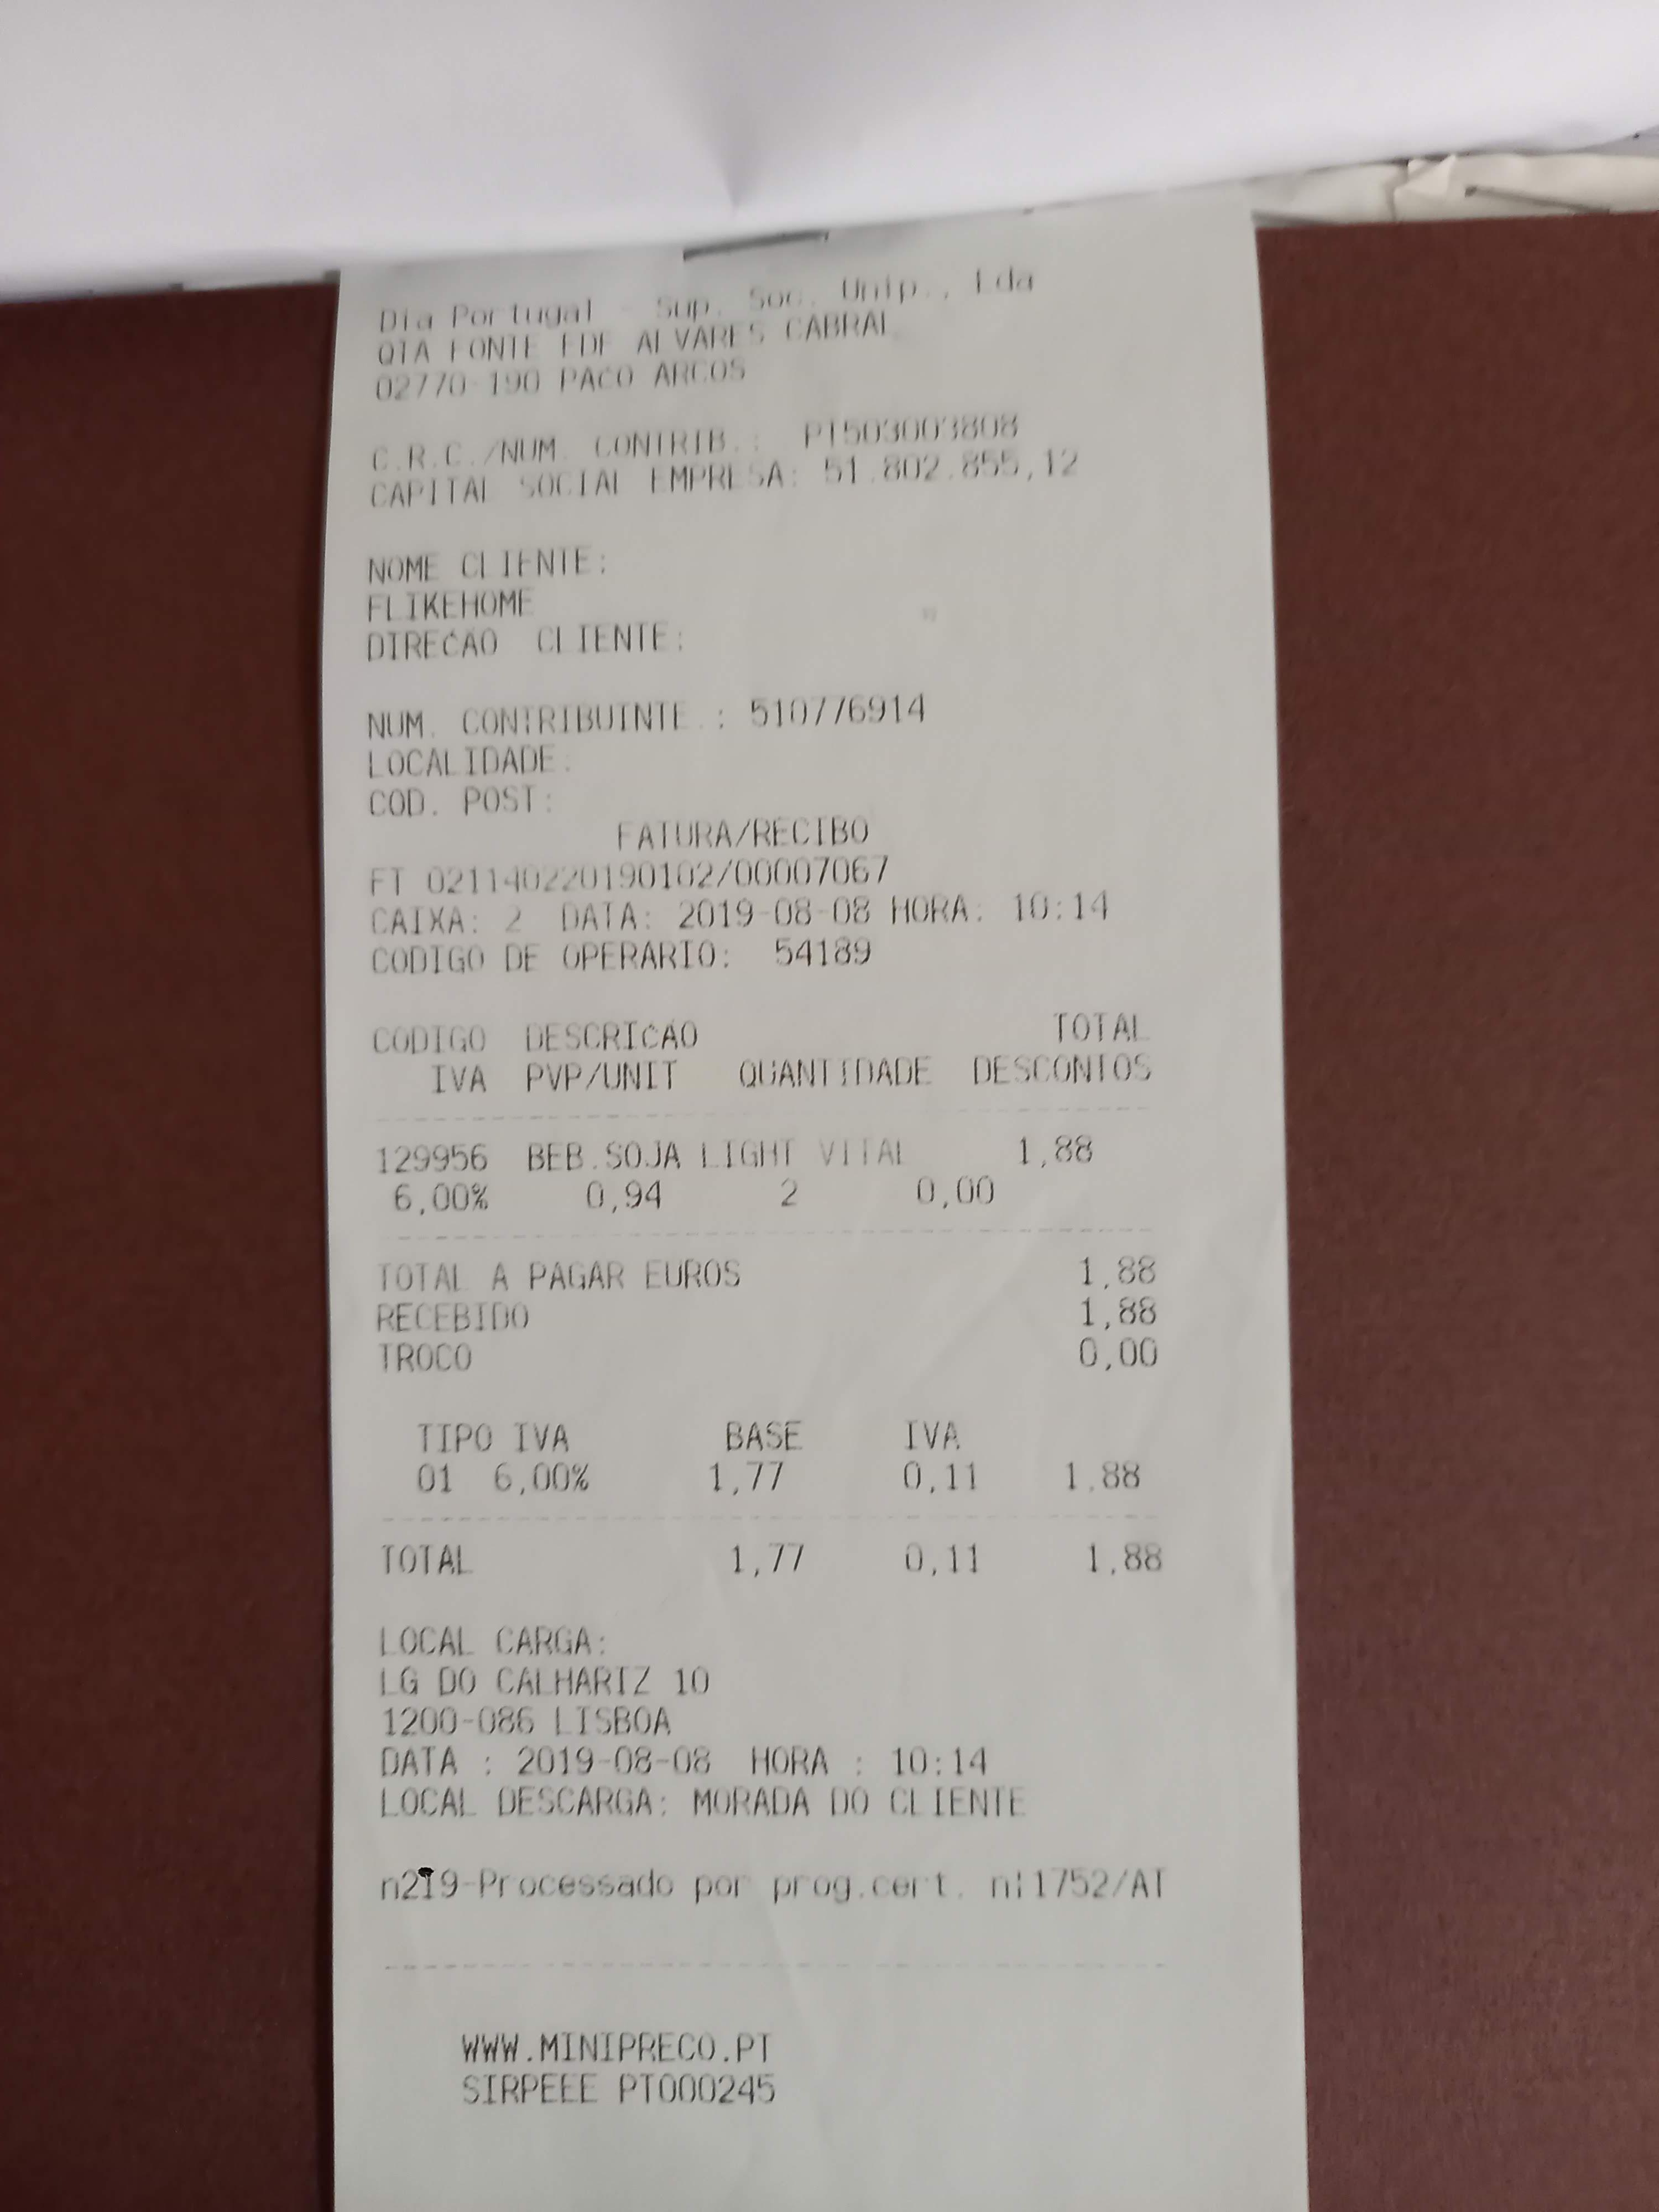 Dia Portugal - Sup. Soc. Unip., Lda
QTA FONTE EDF ALVARES CABRAL
02770-190 PACO ARCOS
C.R.C./NUM. CONTRIB.: PT503003808
CAPITAL SOCIAL EMPRESA: 51.802.855,12
NOME CLIENTE:
FLIKEHOME
DIREÇAO CLIENTE:
NUM. CONTRIBUINTE.: 510776914
LOCALIDADE:
COD. POST:
FATURA/RECIBO
FT 021140220190102/00007067
CAIXA: 2 DATA: 2019-08-08 HORA: 10:14
CODIGO DE OPERARIO: 54189
CODIGO DESCRIÇAO TOTAL
IVA PVP/UNIT QUANTIDADE DESCONTOS
129956 BEB.SOJA LIGHT VITAL 1,88
6,00% 0,94 2 0,00
TOTAL A PAGAR EUROS 1,88
RECEBIDO 1,88
TROCO 0,00
TIPO IVA BASE IVA
01 6,00% 1,77 0,11 1.88
TOTAL 1,77 0,11 1,88
LOCAL CARGA:
LG DO CALHARIZ 10
1200-086 LISBOA
DATA : 2019-08-08 HORA : 10:14
LOCAL DESCARGA: MORADA DO CLIENTE
n219-Processado por prog.cert. n|1752/AT
WWW.MINIPRECO.PT
SIRPEEE PT000245